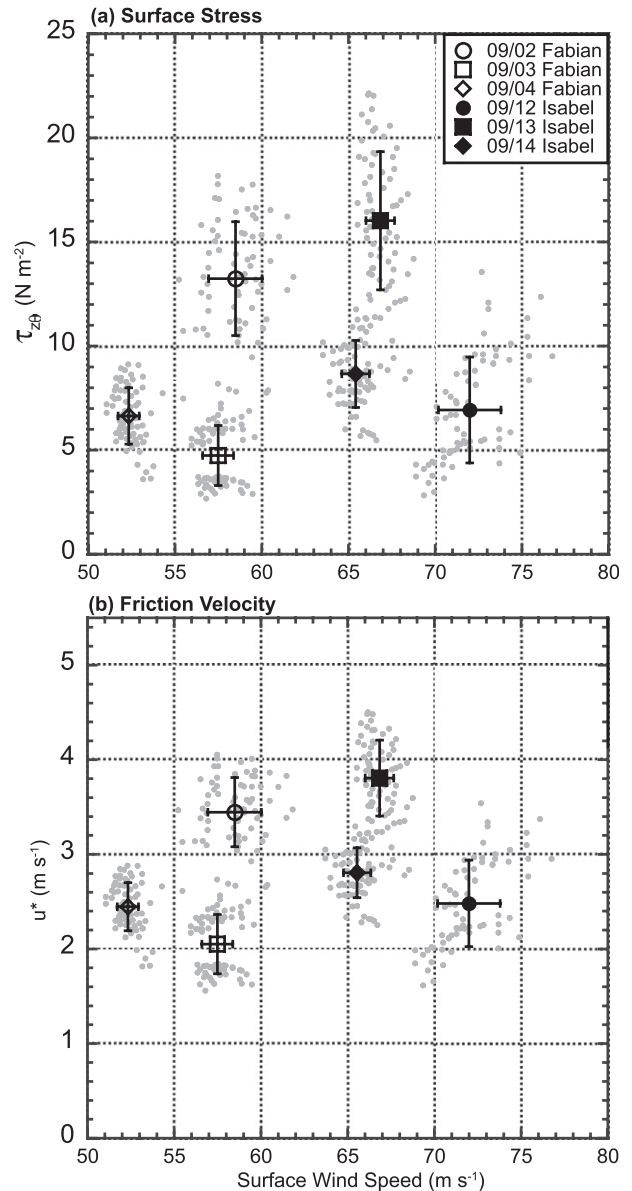 (a) Surface Stress
25
20
15
10
5
0
τzθ (N m-2)
09/02 Fabian
09/03 Fabian
09/04 Fabian
09/12 Isabel
09/13 Isabel
09/14 Isabel
50 55 60 65 70 75 80
(b) Friction Velocity
5
4
3
2
1
0
u* (m s-1)
50 55 60 65 70 75 80
Surface Wind Speed (m s-1)